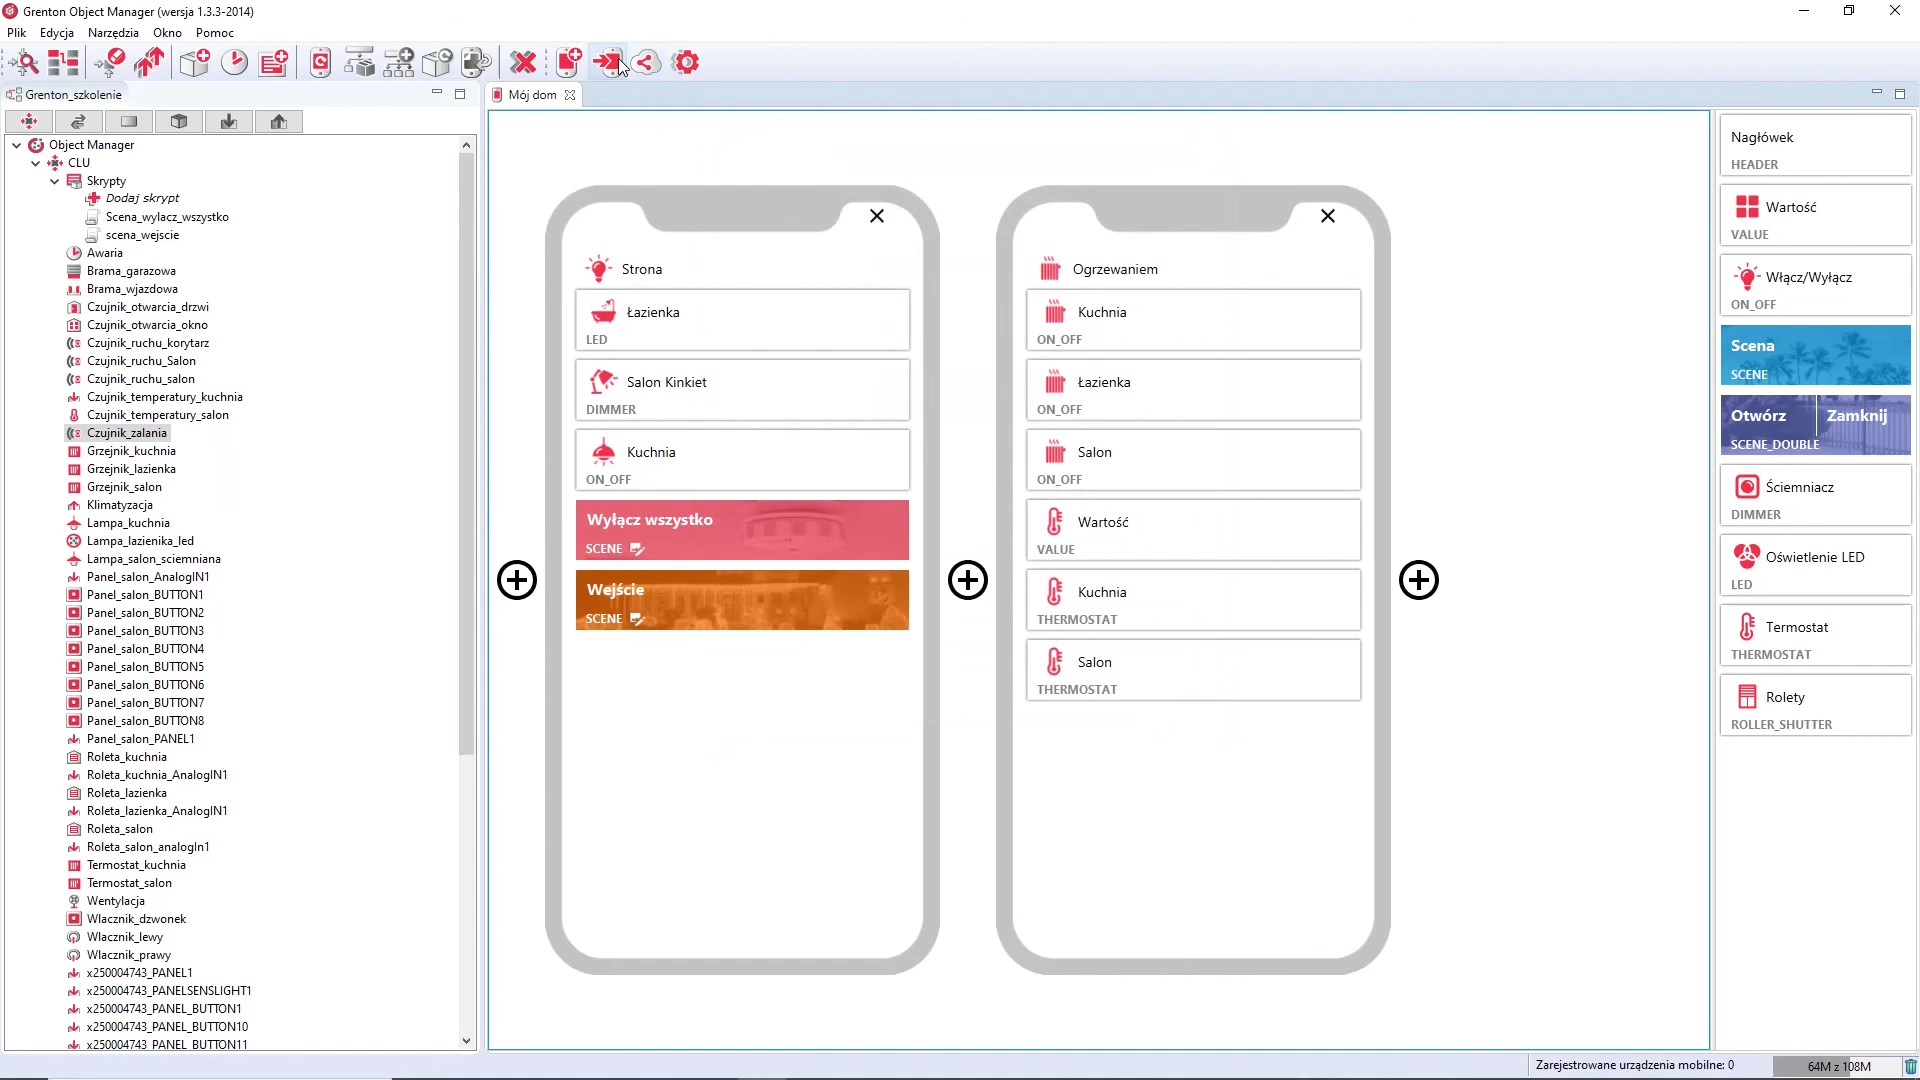 Grenton Object Manager (wersja 1.3.3-2014)
Plik Edycja Narzędzia Okno Pomoc
Grenton_szkolenie
Object Manager
CLU
Skrypty
Dodaj skrypt
Scena_wylacz_wszystko
scena_wejscie
Awaria
Brama_garazowa
Brama_wjazdowa
Czujnik_otwarcia_drzwi
Czujnik_otwarcia_okno
Czujnik_ruchu_korytarz
Czujnik_ruchu_Salon
Czujnik_ruchu_salon
Czujnik_temperatury_kuchnia
Czujnik_temperatury_salon
Czujnik_zalania
Grzejnik_kuchnia
Grzejnik_lazienka
Grzejnik_salon
Klimatyzacja
Lampa_kuchnia
Lampa_lazienika_led
Lampa_salon_sciemniana
Panel_salon_AnalogIN1
Panel_salon_BUTTON1
Panel_salon_BUTTON2
Panel_salon_BUTTON3
Panel_salon_BUTTON4
Panel_salon_BUTTON5
Panel_salon_BUTTON6
Panel_salon_BUTTON7
Panel_salon_BUTTON8
Panel_salon_PANEL1
Roleta_kuchnia
Roleta_kuchnia_AnalogIN1
Roleta_lazienka
Roleta_lazienka_AnalogIN1
Roleta_salon
Roleta_salon_analogIn1
Termostat_kuchnia
Termostat_salon
Wentylacja
Wlacznik_dzwonek
Wlacznik_lewy
Wlacznik_prawy
x250004743_PANEL1
x250004743_PANELSENSLIGHT1
x250004743_PANEL_BUTTON1
x250004743_PANEL_BUTTON10
x250004743_PANEL_BUTTON11
Mój dom
Strona
Łazienka
LED
Salon Kinkiet
DIMMER
Kuchnia
ON_OFF
Wyłącz wszystko
SCENE
Wejście
SCENE
Ogrzewaniem
Kuchnia
ON_OFF
Łazienka
ON_OFF
Salon
ON_OFF
Wartość
VALUE
Kuchnia
THERMOSTAT
Salon
THERMOSTAT
Nagłówek
HEADER
Wartość
VALUE
Włącz/Wyłącz
ON_OFF
Scena
SCENE
Otwórz Zamknij
SCENE_DOUBLE
Ściemniacz
DIMMER
Oświetlenie LED
LED
Termostat
THERMOSTAT
Rolety
ROLLER_SHUTTER
Zarejestrowane urządzenia mobilne: 0
64M z 108M